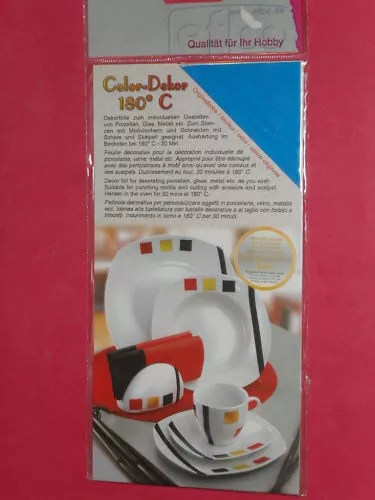 Qualität für Ihr Hobby
Color-Dekor
180° C
Dekorfolie zum individuellen Gestalten
von Porzellan, Glas, Metall etc. Zum Stan-
zen mit Motivlochern und Schneiden mit
Schere und Skalpell geeignet. Aushärtung im
Backofen bei 180° C - 30 Min.
Feuille décorative pour la décoration individuelle de
porcelaine, verre, métal etc. Approprié pour être découpé
avec des perforateurs à motif ainsi qu'avec des ciseaux et
des scalpels. Durcissement au four, 30 minutes à 180° C.
Decor foil for decorating porcelain, glass, metal etc. as you wish.
Suitable for punching motifs and cutting with scissors and scalpel.
Harden in the oven for 30 mins at 180° C.
Pellicola decorativa per personalizzare oggetti in porcellana, vetro, metallo
ecc. Idonea alla fustellatura con fustelle decorative e al taglio con forbici o
trincetti. Indurimento in forno a 180° C per 30 minuti.